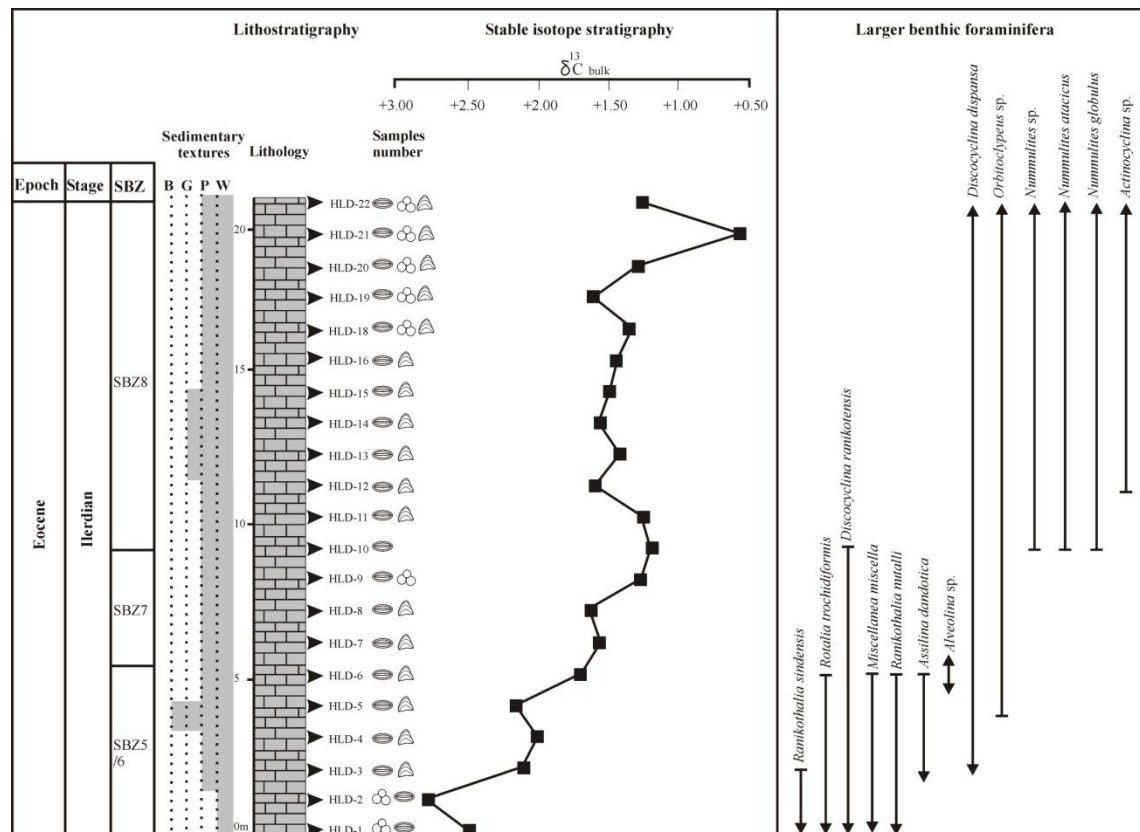 Lithostratigraphy
Stable isotope stratigraphy
Larger benthic foraminifera
δ13C bulk
+3.00 +2.50 +2.00 +1.50 +1.00 +0.50
Sedimentary
textures
Lithology
Samples
number
Epoch Stage SBZ
B G P W
Eocene
Ilerdian
SBZ8
SBZ7
SBZ5
/6
20
15
10
5
0m
HLD-22
HLD-21
HLD-20
HLD-19
HLD-18
HLD-16
HLD-15
HLD-14
HLD-13
HLD-12
HLD-11
HLD-10
HLD-9
HLD-8
HLD-7
HLD-6
HLD-5
HLD-4
HLD-3
HLD-2
HLD-1
Ranikothalia sindensis
Rotalia trochidiformis
Discocyclina ranikotensis
Miscellanea miscella
Ranikothalia nutalli
Assilina dandotica
Alveolina sp.
Discocyclina dispansa
Orbitoclypeus sp.
Nummulites sp.
Nummulites atacicus
Nummulites globulus
Actinocyclina sp.